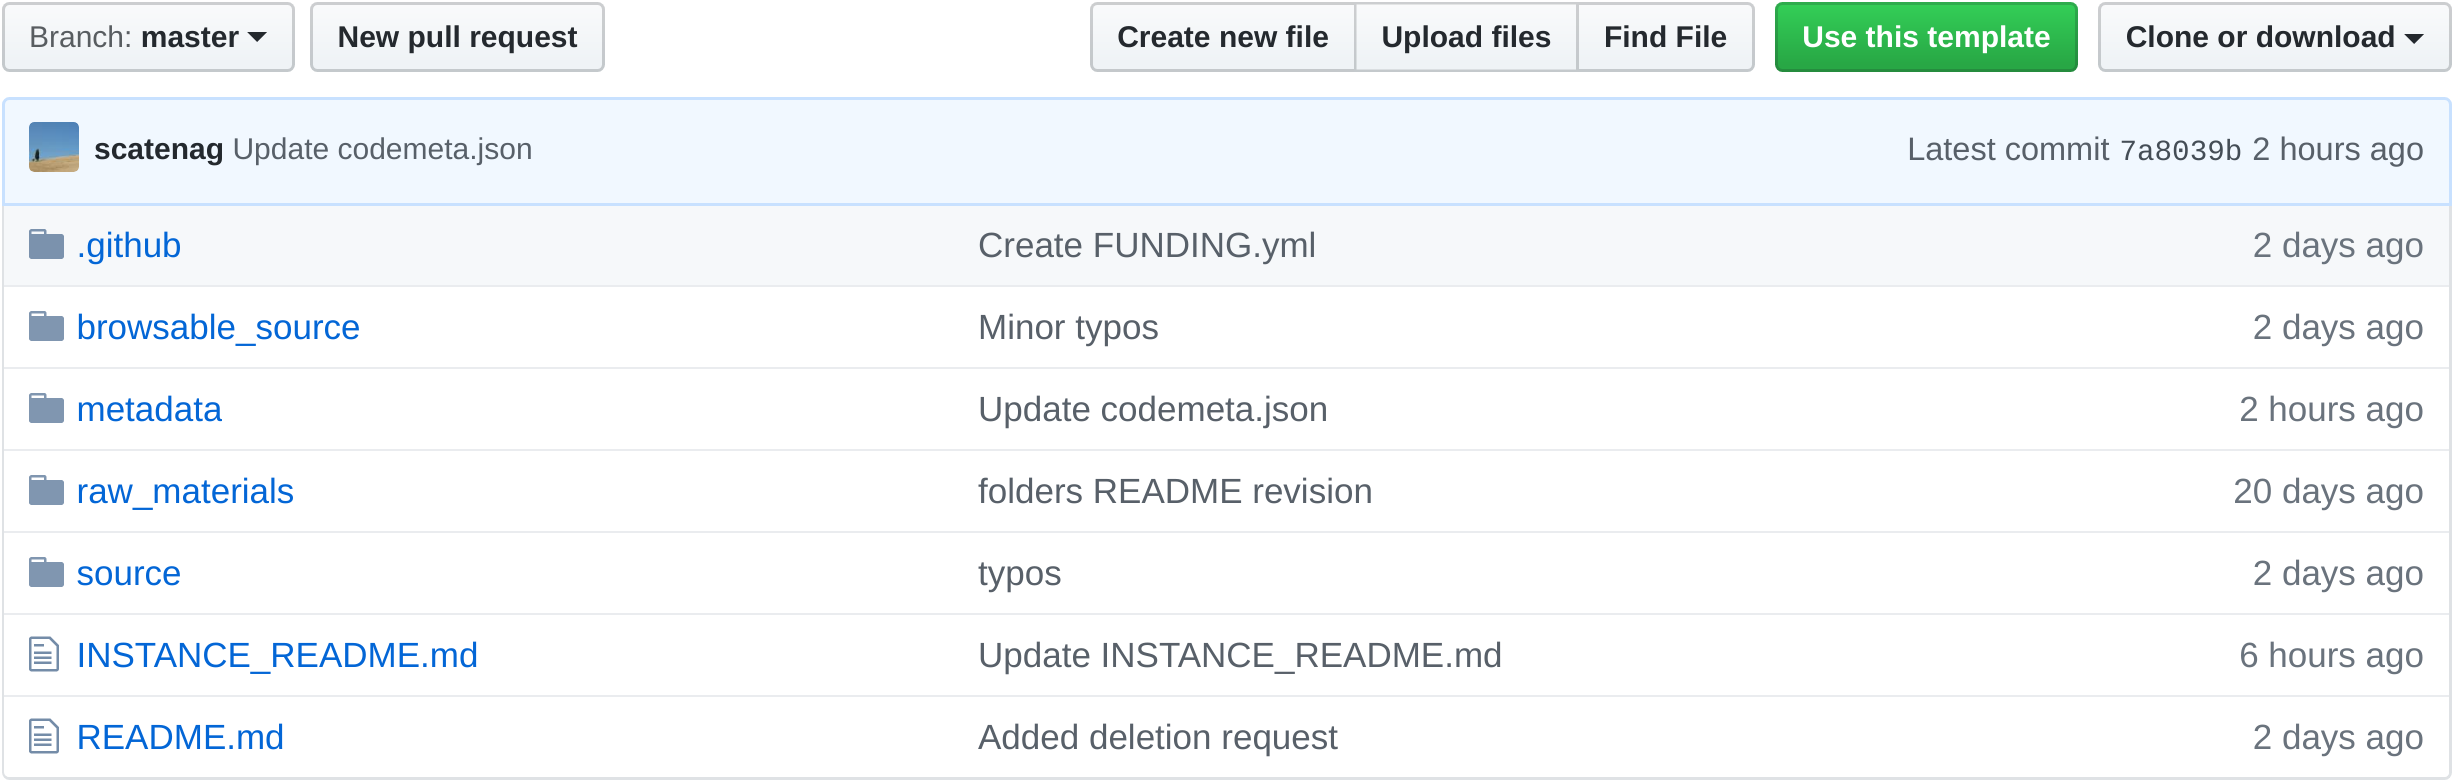 Branch: master New pull request Create new file Upload files Find File Use this template Clone or download
scatenag Update codemeta.json Latest commit 7a8039b 2 hours ago
.github Create FUNDING.yml 2 days ago
browsable_source Minor typos 2 days ago
metadata Update codemeta.json 2 hours ago
raw_materials folders README revision 20 days ago
source typos 2 days ago
INSTANCE_README.md Update INSTANCE_README.md 6 hours ago
README.md Added deletion request 2 days ago